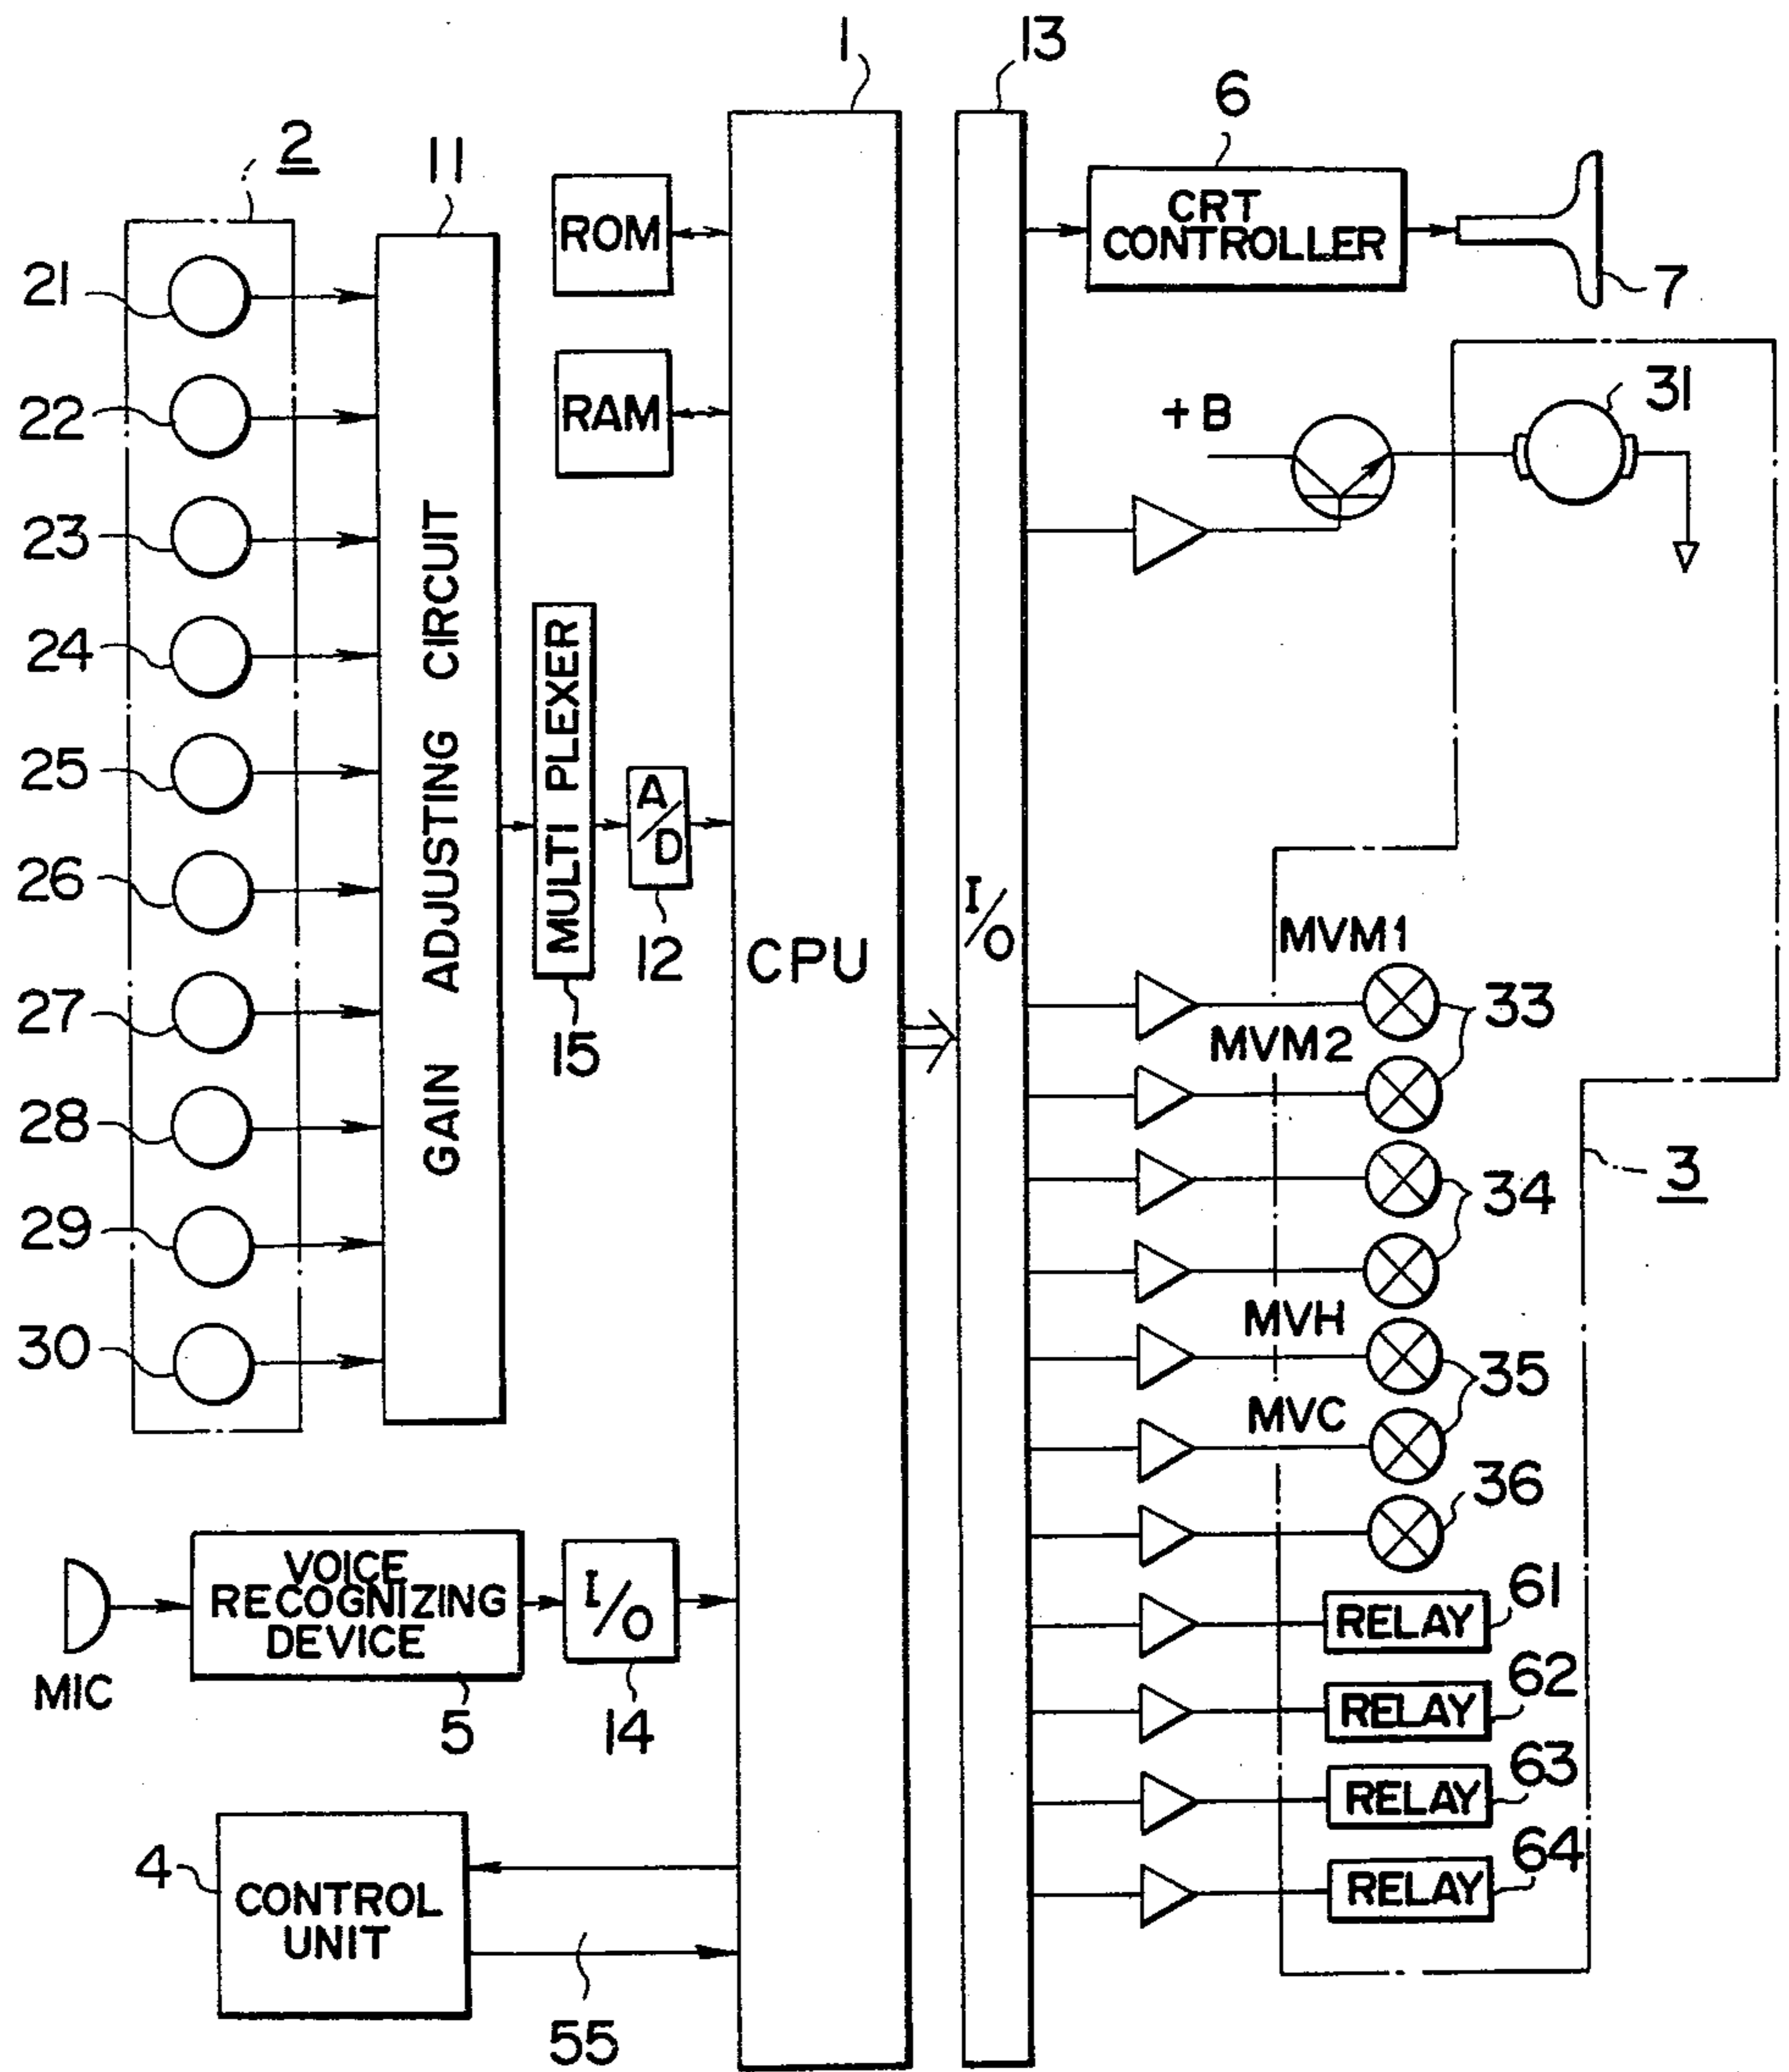 1
13
2
11
6
ROM
CRT
CONTROLLER
7
21
22
RAM
+B
31
23
24
GAIN ADJUSTING CIRCUIT
MULTI PLEXER
25
A/D
26
12
CPU
I/O
MVM1
27
15
33
MVM2
28
34
3
29
MVH
30
35
MVC
36
VOICE
RECOGNIZING
DEVICE
I/O
RELAY
61
MIC
5
14
RELAY
62
RELAY
63
4
CONTROL
UNIT
RELAY
64
55